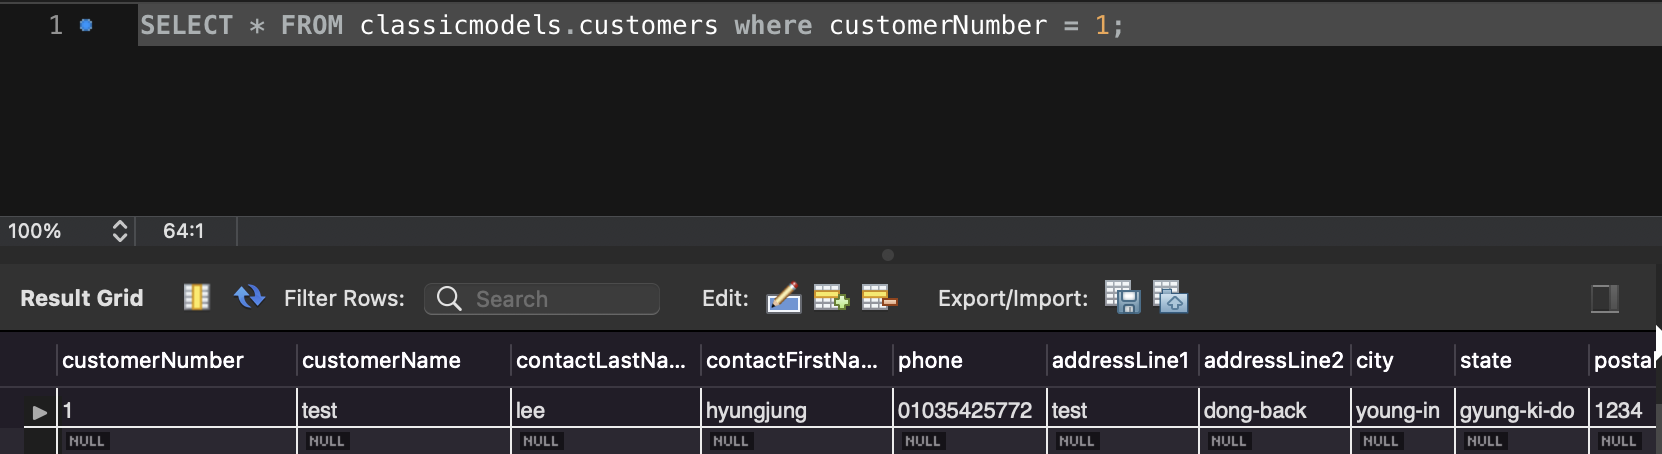 1 SELECT * FROM classicmodels.customers where customerNumber = 1;
100% 64:1
Result Grid Filter Rows: Search Edit: Export/Import:
customerNumber customerName contactLastNa... contactFirstNa... phone addressLine1 addressLine2 city state postal
1 test lee hyungjung 01035425772 test dong-back young-in gyung-ki-do 1234
NULL NULL NULL NULL NULL NULL NULL NULL NULL NULL